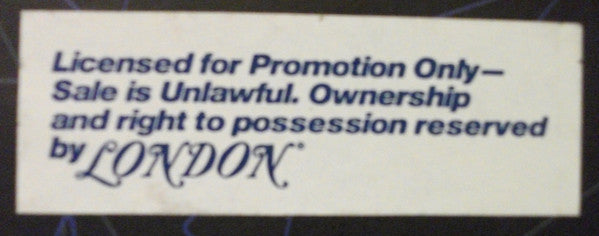 Licensed for Promotion Only—
Sale is Unlawful. Ownership
and right to possession reserved
by LONDON®